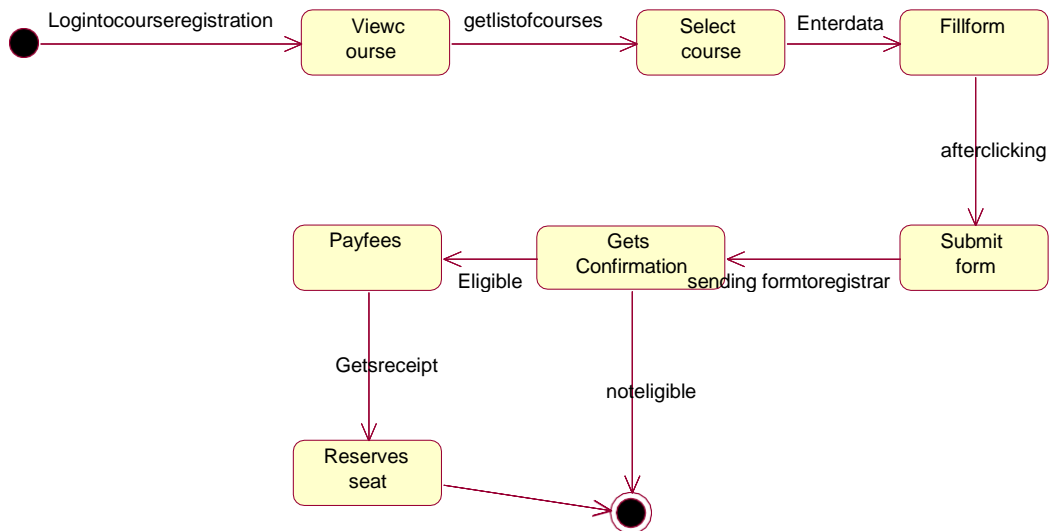 Logintocourseregistration
Viewc
ourse
getlistofcourses
Select
course
Enterdata
Fillform
afterclicking
Submit
form
sending formtoregistrar
Gets
Confirmation
Eligible
Payfees
Getsreceipt
noteligible
Reserves
seat